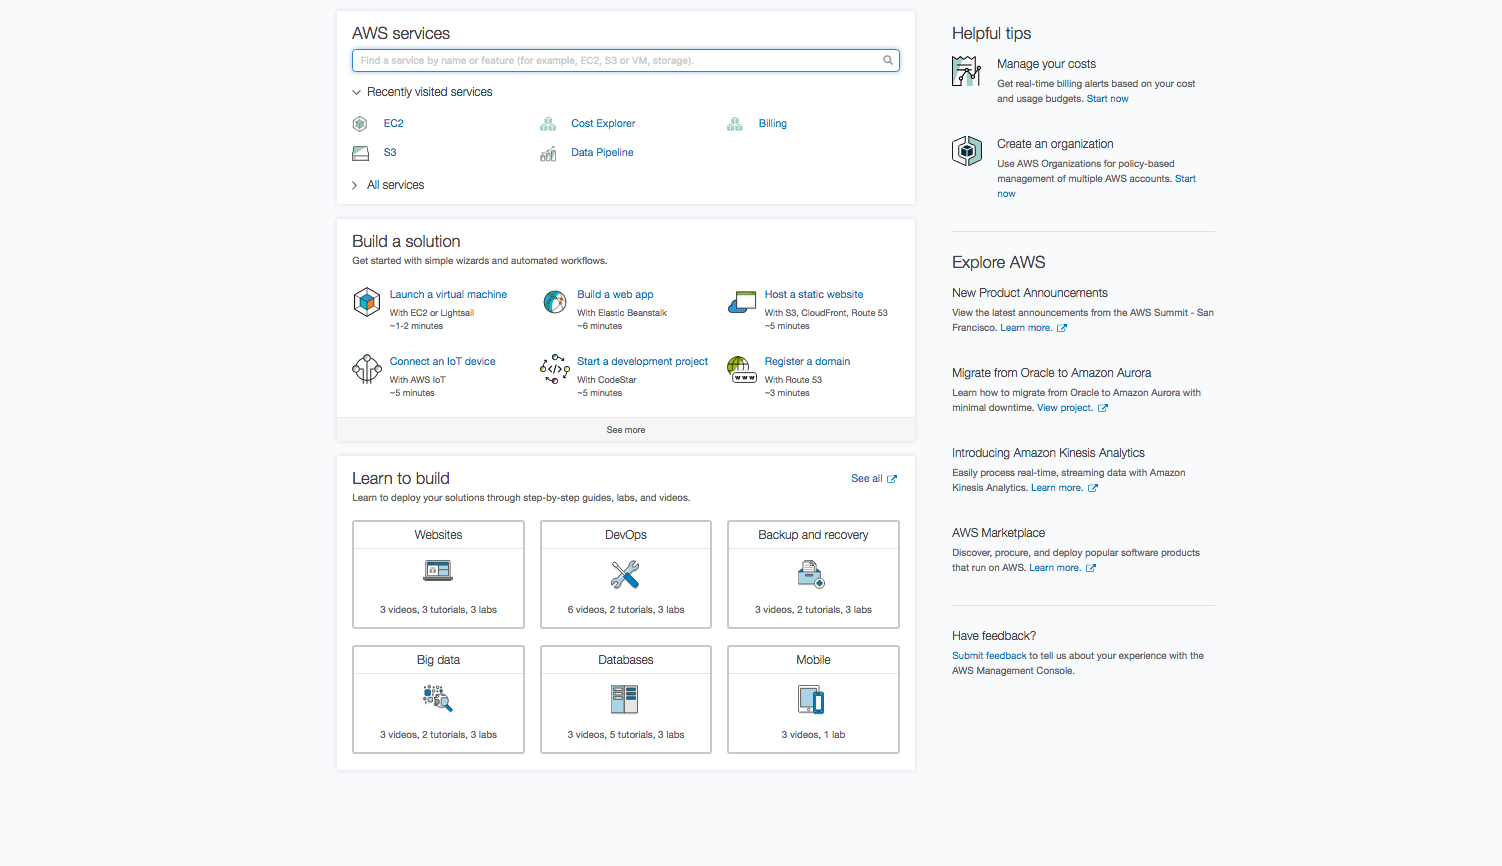 AWS services
Find a service by name or feature (for example, EC2, S3 or VM, storage).
Recently visited services
EC2
Cost Explorer
Billing
S3
Data Pipeline
All services
Build a solution
Get started with simple wizards and automated workflows.
Launch a virtual machine
With EC2 or Lightsail
~1-2 minutes
Build a web app
With Elastic Beanstalk
~6 minutes
Host a static website
With S3, CloudFront, Route 53
~5 minutes
Connect an IoT device
With AWS IoT
~5 minutes
Start a development project
With CodeStar
~5 minutes
Register a domain
With Route 53
~3 minutes
See more
Learn to build
See all
Learn to deploy your solutions through step-by-step guides, labs, and videos.
Websites
3 videos, 3 tutorials, 3 labs
DevOps
6 videos, 2 tutorials, 3 labs
Backup and recovery
3 videos, 2 tutorials, 3 labs
Big data
3 videos, 2 tutorials, 3 labs
Databases
3 videos, 5 tutorials, 3 labs
Mobile
3 videos, 1 lab
Helpful tips
Manage your costs
Get real-time billing alerts based on your cost
and usage budgets. Start now
Create an organization
Use AWS Organizations for policy-based
management of multiple AWS accounts. Start
now
Explore AWS
New Product Announcements
View the latest announcements from the AWS Summit - San
Francisco. Learn more.
Migrate from Oracle to Amazon Aurora
Learn how to migrate from Oracle to Amazon Aurora with
minimal downtime. View project.
Introducing Amazon Kinesis Analytics
Easily process real-time, streaming data with Amazon
Kinesis Analytics. Learn more.
AWS Marketplace
Discover, procure, and deploy popular software products
that run on AWS. Learn more.
Have feedback?
Submit feedback to tell us about your experience with the
AWS Management Console.